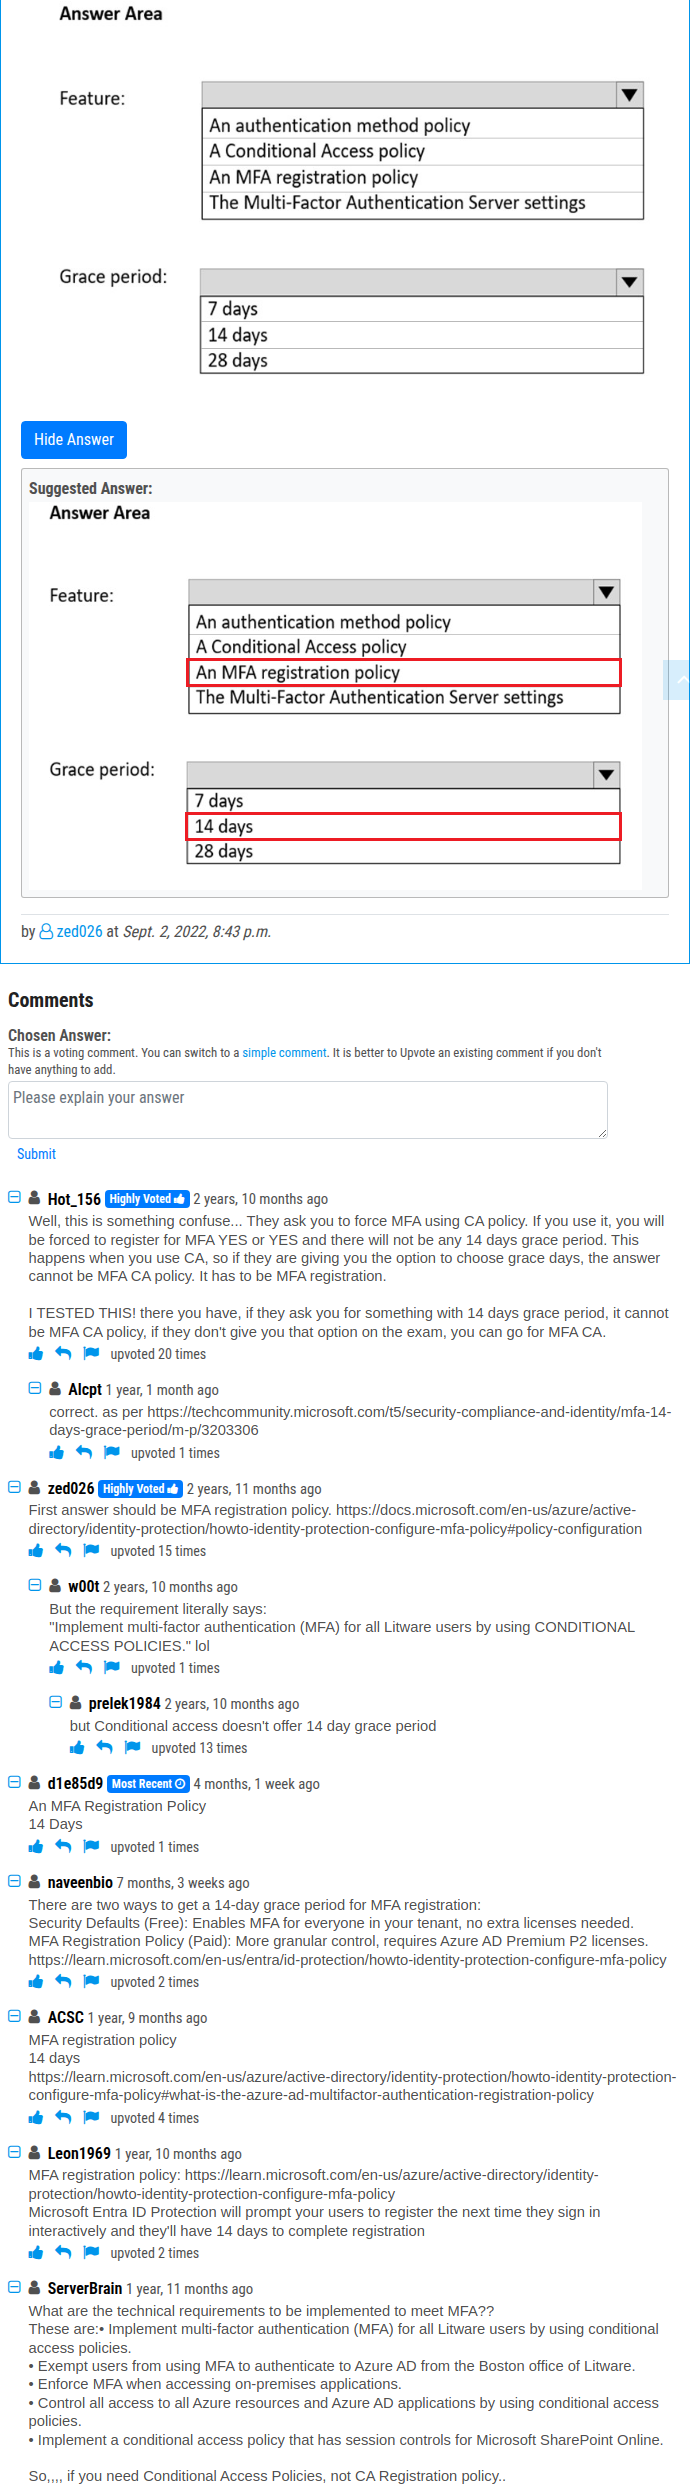 Answer Area
Feature:
An authentication method policy
A Conditional Access policy
An MFA registration policy
The Multi-Factor Authentication Server settings
Grace period:
7 days
14 days
28 days
Hide Answer
Suggested Answer:
Answer Area
Feature:
An authentication method policy
A Conditional Access policy
An MFA registration policy
The Multi-Factor Authentication Server settings
Grace period:
7 days
14 days
28 days
by zed026 at Sept. 2, 2022, 8:43 p.m.
Comments
Chosen Answer:
This is a voting comment. You can switch to a simple comment. It is better to Upvote an existing comment if you don't
have anything to add.
Please explain your answer
Submit
Hot_156 Highly Voted 2 years, 10 months ago
Well, this is something confuse... They ask you to force MFA using CA policy. If you use it, you will
be forced to register for MFA YES or YES and there will not be any 14 days grace period. This
happens when you use CA, so if they are giving you the option to choose grace days, the answer
cannot be MFA CA policy. It has to be MFA registration.
I TESTED THIS! there you have, if they ask you for something with 14 days grace period, it cannot
be MFA CA policy, if they don't give you that option on the exam, you can go for MFA CA.
upvoted 20 times
Alcpt 1 year, 1 month ago
correct. as per https://techcommunity.microsoft.com/t5/security-compliance-and-identity/mfa-14-
days-grace-period/m-p/3203306
upvoted 1 times
zed026 Highly Voted 2 years, 11 months ago
First answer should be MFA registration policy. https://docs.microsoft.com/en-us/azure/active-
directory/identity-protection/howto-identity-protection-configure-mfa-policy#policy-configuration
upvoted 15 times
w00t 2 years, 10 months ago
But the requirement literally says:
"Implement multi-factor authentication (MFA) for all Litware users by using CONDITIONAL
ACCESS POLICIES." lol
upvoted 1 times
prelek1984 2 years, 10 months ago
but Conditional access doesn't offer 14 day grace period
upvoted 13 times
d1e85d9 Most Recent 4 months, 1 week ago
An MFA Registration Policy
14 Days
upvoted 1 times
naveenbio 7 months, 3 weeks ago
There are two ways to get a 14-day grace period for MFA registration:
Security Defaults (Free): Enables MFA for everyone in your tenant, no extra licenses needed.
MFA Registration Policy (Paid): More granular control, requires Azure AD Premium P2 licenses.
https://learn.microsoft.com/en-us/entra/id-protection/howto-identity-protection-configure-mfa-policy
upvoted 2 times
ACSC 1 year, 9 months ago
MFA registration policy
14 days
https://learn.microsoft.com/en-us/azure/active-directory/identity-protection/howto-identity-protection-
configure-mfa-policy#what-is-the-azure-ad-multifactor-authentication-registration-policy
upvoted 4 times
Leon1969 1 year, 10 months ago
MFA registration policy: https://learn.microsoft.com/en-us/azure/active-directory/identity-
protection/howto-identity-protection-configure-mfa-policy
Microsoft Entra ID Protection will prompt your users to register the next time they sign in
interactively and they'll have 14 days to complete registration
upvoted 2 times
ServerBrain 1 year, 11 months ago
What are the technical requirements to be implemented to meet MFA??
These are:• Implement multi-factor authentication (MFA) for all Litware users by using conditional
access policies.
• Exempt users from using MFA to authenticate to Azure AD from the Boston office of Litware.
• Enforce MFA when accessing on-premises applications.
• Control all access to all Azure resources and Azure AD applications by using conditional access
policies.
• Implement a conditional access policy that has session controls for Microsoft SharePoint Online.
So,,,, if you need Conditional Access Policies, not CA Registration policy..